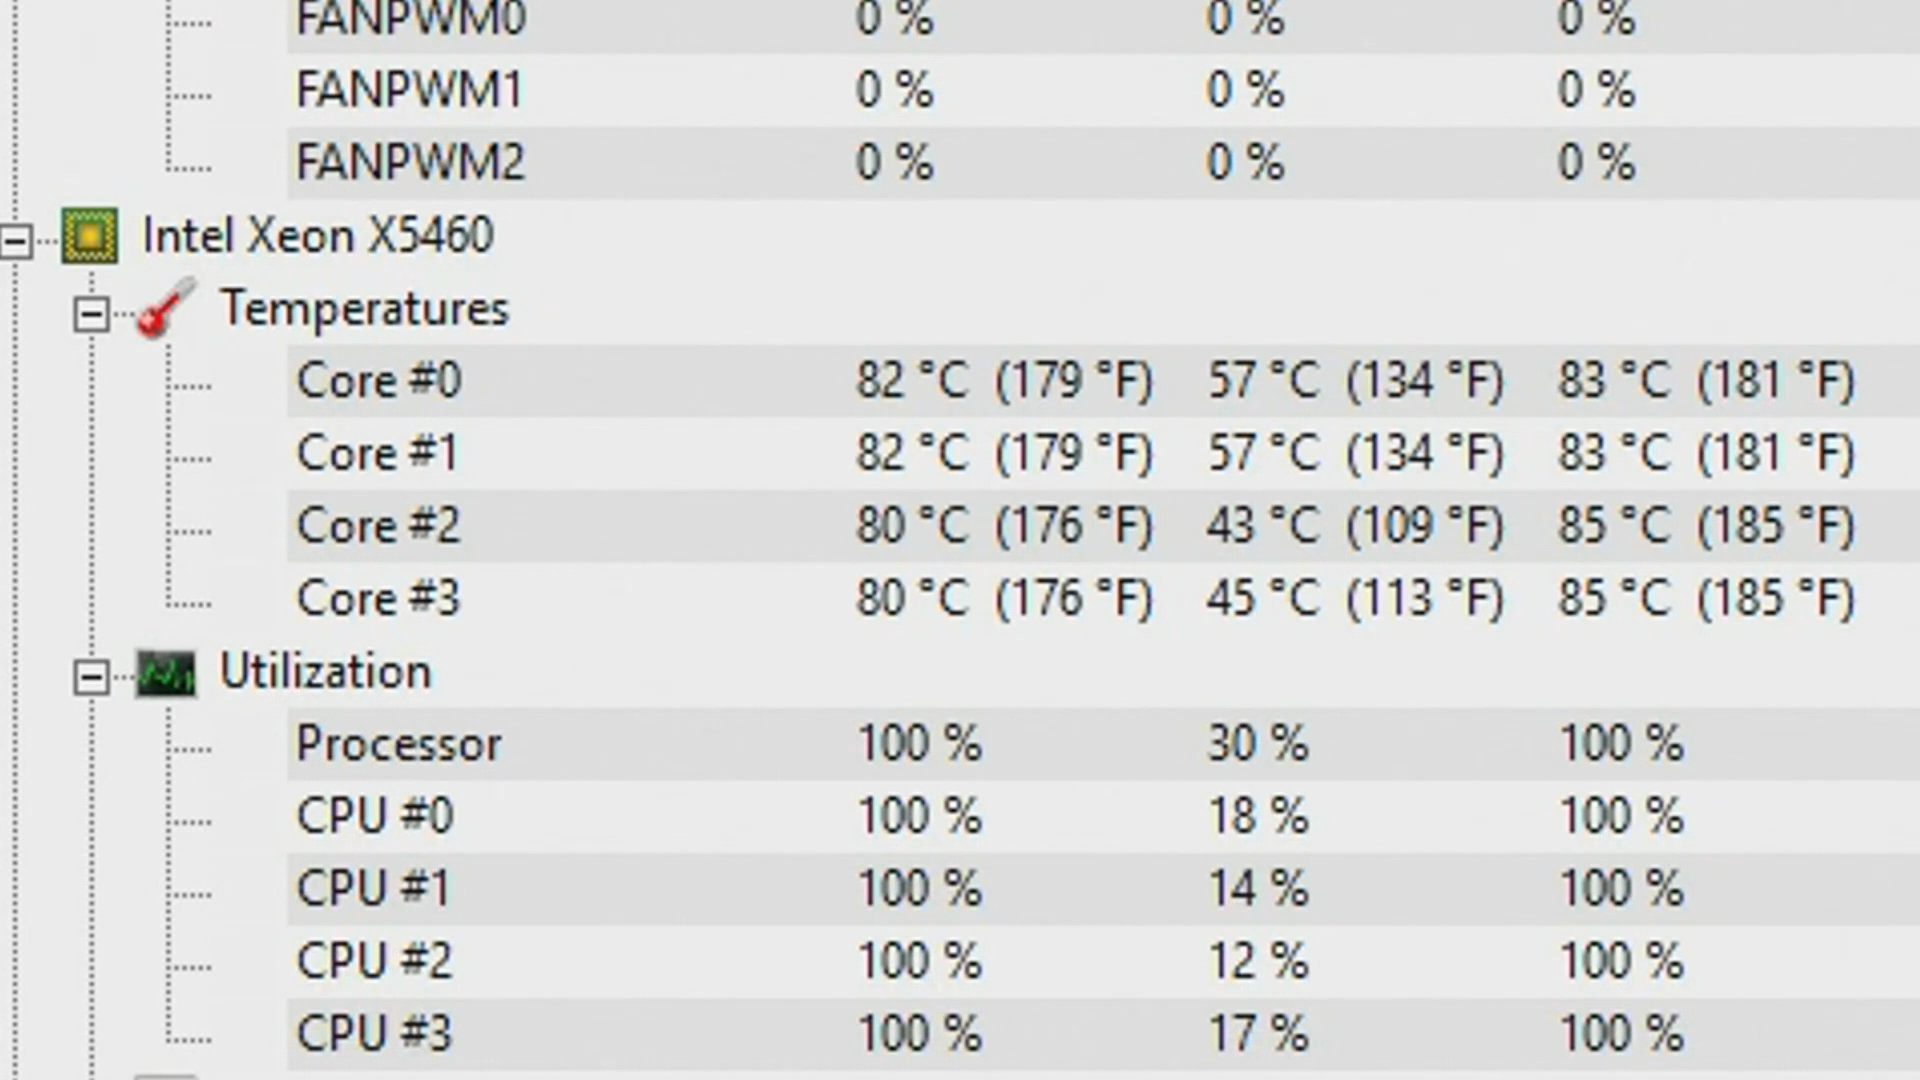 FANPWM0 0 % 0 % 0 %
FANPWM1 0 % 0 % 0 %
FANPWM2 0 % 0 % 0 %
Intel Xeon X5460
Temperatures
Core #0 82 °C (179 °F) 57 °C (134 °F) 83 °C (181 °F)
Core #1 82 °C (179 °F) 57 °C (134 °F) 83 °C (181 °F)
Core #2 80 °C (176 °F) 43 °C (109 °F) 85 °C (185 °F)
Core #3 80 °C (176 °F) 45 °C (113 °F) 85 °C (185 °F)
Utilization
Processor 100 % 30 % 100 %
CPU #0 100 % 18 % 100 %
CPU #1 100 % 14 % 100 %
CPU #2 100 % 12 % 100 %
CPU #3 100 % 17 % 100 %